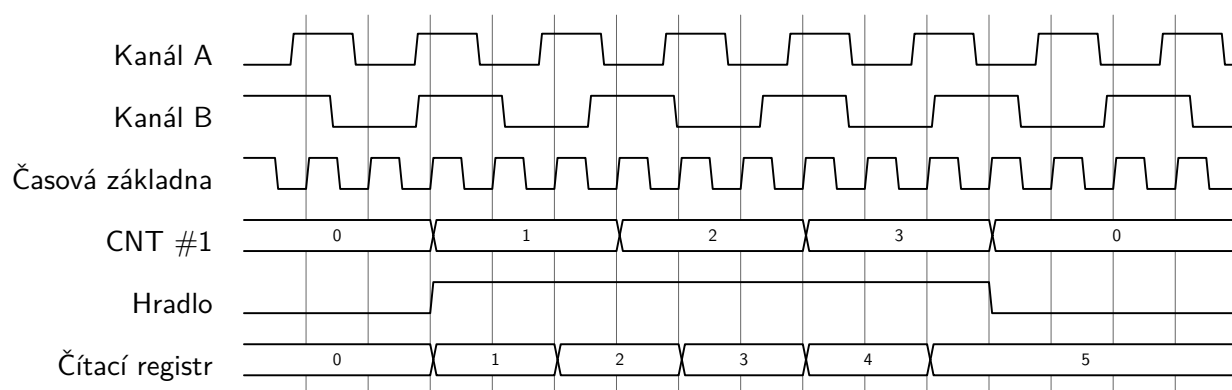 Kanál A
Kanál B
Časová základna
CNT #1 0 1 2 3 0
Hradlo
Čítací registr 0 1 2 3 4 5